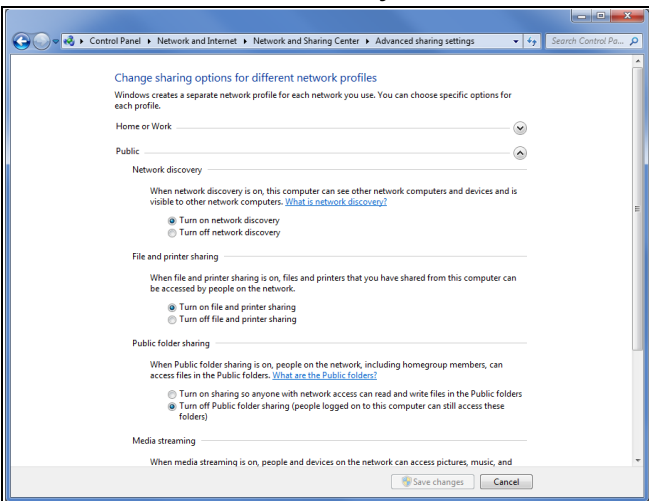 Control Panel ▸ Network and Internet ▸ Network and Sharing Center ▸ Advanced sharing settings
Search Control Pa...
Change sharing options for different network profiles
Windows creates a separate network profile for each network you use. You can choose specific options for
each profile.
Home or Work
Public
Network discovery
When network discovery is on, this computer can see other network computers and devices and is
visible to other network computers. What is network discovery?
Turn on network discovery
Turn off network discovery
File and printer sharing
When file and printer sharing is on, files and printers that you have shared from this computer can
be accessed by people on the network.
Turn on file and printer sharing
Turn off file and printer sharing
Public folder sharing
When Public folder sharing is on, people on the network, including homegroup members, can
access files in the Public folders. What are the Public folders?
Turn on sharing so anyone with network access can read and write files in the Public folders
Turn off Public folder sharing (people logged on to this computer can still access these
folders)
Media streaming
When media streaming is on, people and devices on the network can access pictures, music, and
Save changes
Cancel